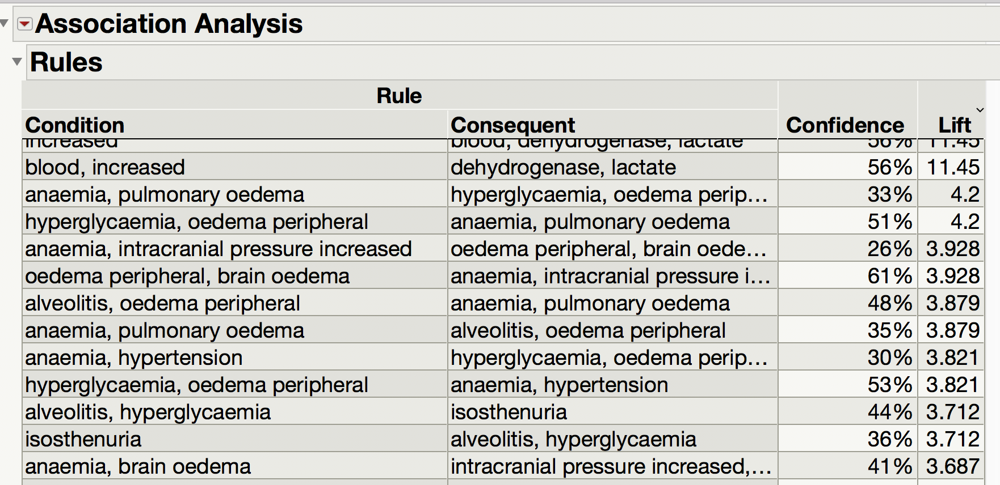 Association Analysis
Rules
Rule
Condition Consequent Confidence Lift
increased blood, dehydrogenase, lactate 56% 11.45
blood, increased dehydrogenase, lactate 56% 11.45
anaemia, pulmonary oedema hyperglycaemia, oedema perip... 33% 4.2
hyperglycaemia, oedema peripheral anaemia, pulmonary oedema 51% 4.2
anaemia, intracranial pressure increased oedema peripheral, brain oede... 26% 3.928
oedema peripheral, brain oedema anaemia, intracranial pressure i... 61% 3.928
alveolitis, oedema peripheral anaemia, pulmonary oedema 48% 3.879
anaemia, pulmonary oedema alveolitis, oedema peripheral 35% 3.879
anaemia, hypertension hyperglycaemia, oedema perip... 30% 3.821
hyperglycaemia, oedema peripheral anaemia, hypertension 53% 3.821
alveolitis, hyperglycaemia isosthenuria 44% 3.712
isosthenuria alveolitis, hyperglycaemia 36% 3.712
anaemia, brain oedema intracranial pressure increased,... 41% 3.687